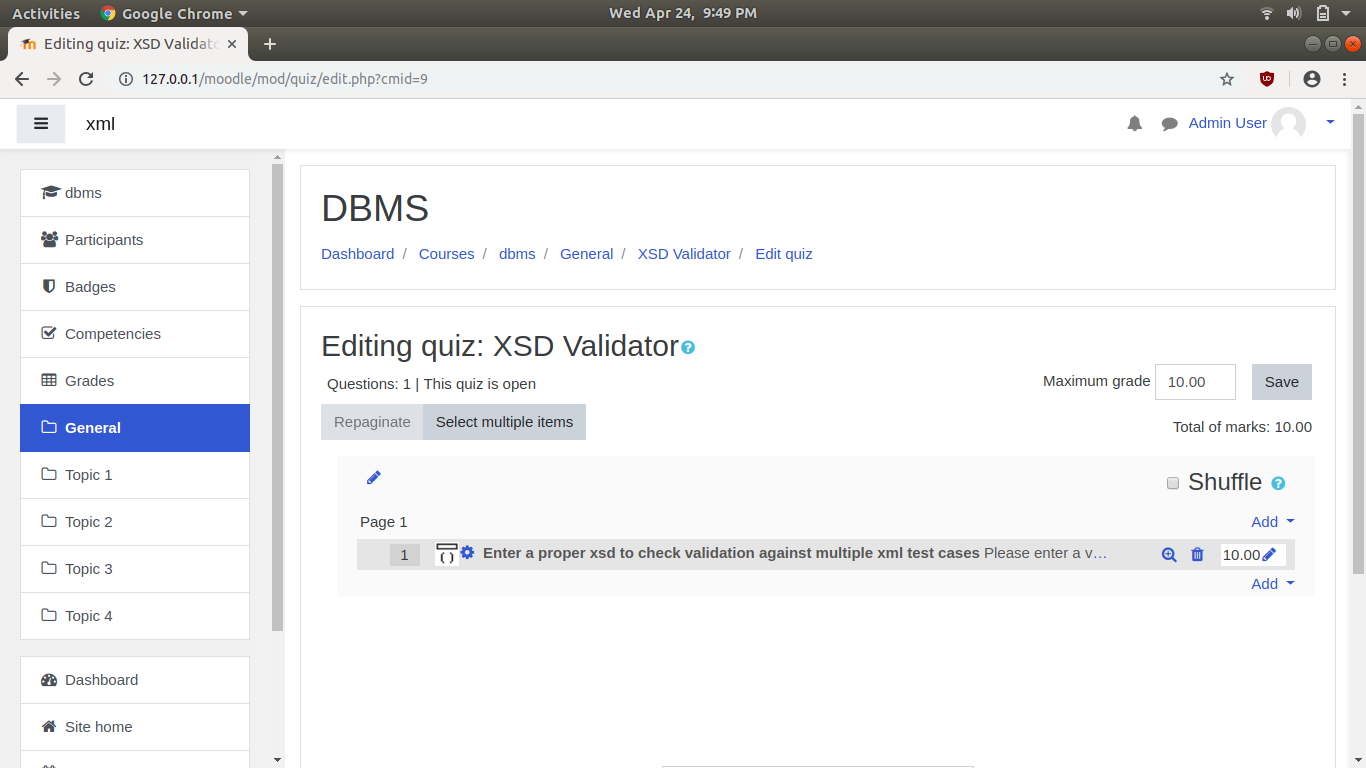 Activities Google Chrome Wed Apr 24, 9:49 PM
Editing quiz: XSD Validato
127.0.0.1/moodle/mod/quiz/edit.php?cmid=9
xml Admin User
dbms
Participants
Badges
Competencies
Grades
General
Topic 1
Topic 2
Topic 3
Topic 4
Dashboard
Site home
DBMS
Dashboard / Courses / dbms / General / XSD Validator / Edit quiz
Editing quiz: XSD Validator
Questions: 1 | This quiz is open
Maximum grade 10.00 Save
Repaginate Select multiple items
Total of marks: 10.00
Shuffle
Page 1 Add
1 Enter a proper xsd to check validation against multiple xml test cases Please enter a v… 10.00
Add